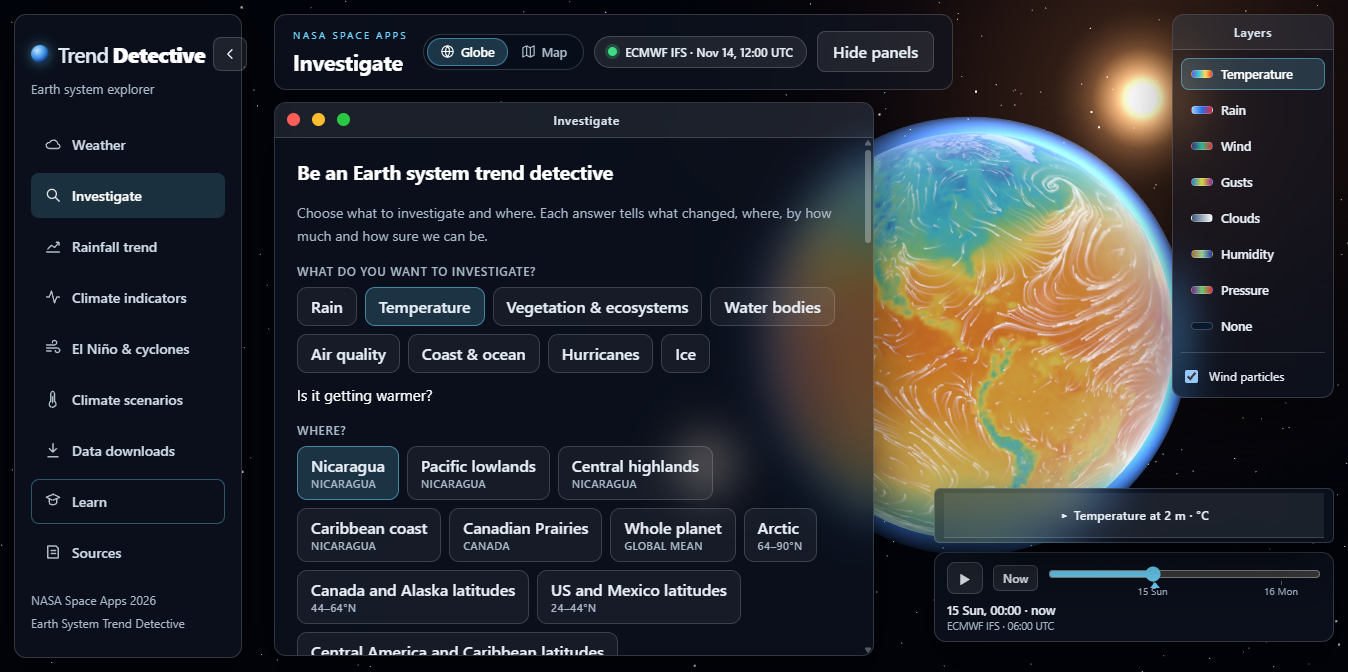 Trend Detective
Earth system explorer
Weather
Investigate
Rainfall trend
Climate indicators
El Niño & cyclones
Climate scenarios
Data downloads
Learn
Sources
NASA Space Apps 2026
Earth System Trend Detective
NASA SPACE APPS
Investigate
Globe
Map
ECMWF IFS · Nov 14, 12:00 UTC
Hide panels
Investigate
Be an Earth system trend detective
Choose what to investigate and where. Each answer tells what changed, where, by how
much and how sure we can be.
WHAT DO YOU WANT TO INVESTIGATE?
Rain
Temperature
Vegetation & ecosystems
Water bodies
Air quality
Coast & ocean
Hurricanes
Ice
Is it getting warmer?
WHERE?
Nicaragua
NICARAGUA
Pacific lowlands
NICARAGUA
Central highlands
NICARAGUA
Caribbean coast
NICARAGUA
Canadian Prairies
CANADA
Whole planet
GLOBAL MEAN
Arctic
64–90°N
Canada and Alaska latitudes
44–64°N
US and Mexico latitudes
24–44°N
Central America and Caribbean latitudes
Layers
Temperature
Rain
Wind
Gusts
Clouds
Humidity
Pressure
None
Wind particles
Temperature at 2 m · °C
Now
15 Sun
16 Mon
15 Sun, 00:00 · now
ECMWF IFS · 06:00 UTC